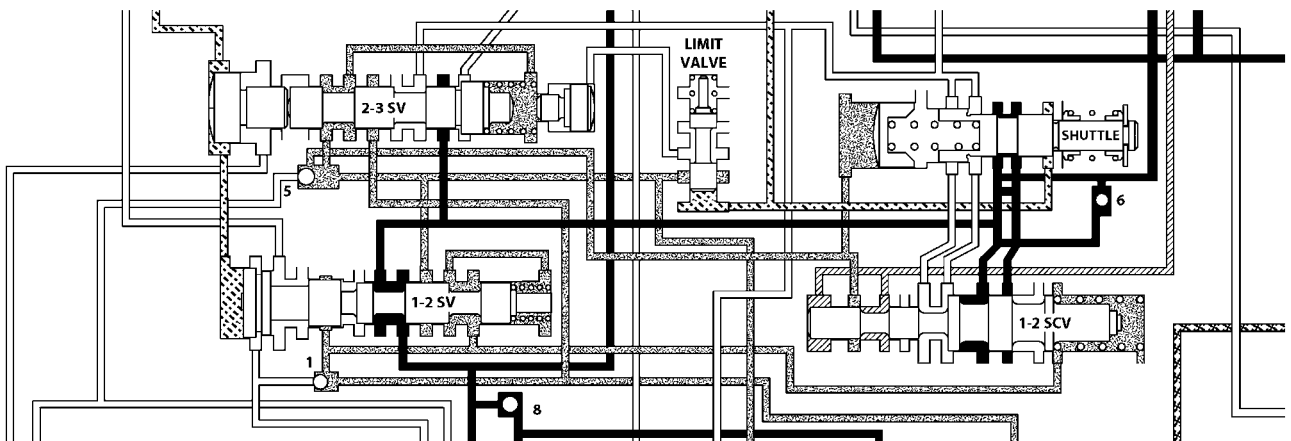 LIMIT
VALVE
2-3 SV
SHUTTLE
5
6
1-2 SV
1-2 SCV
1
8